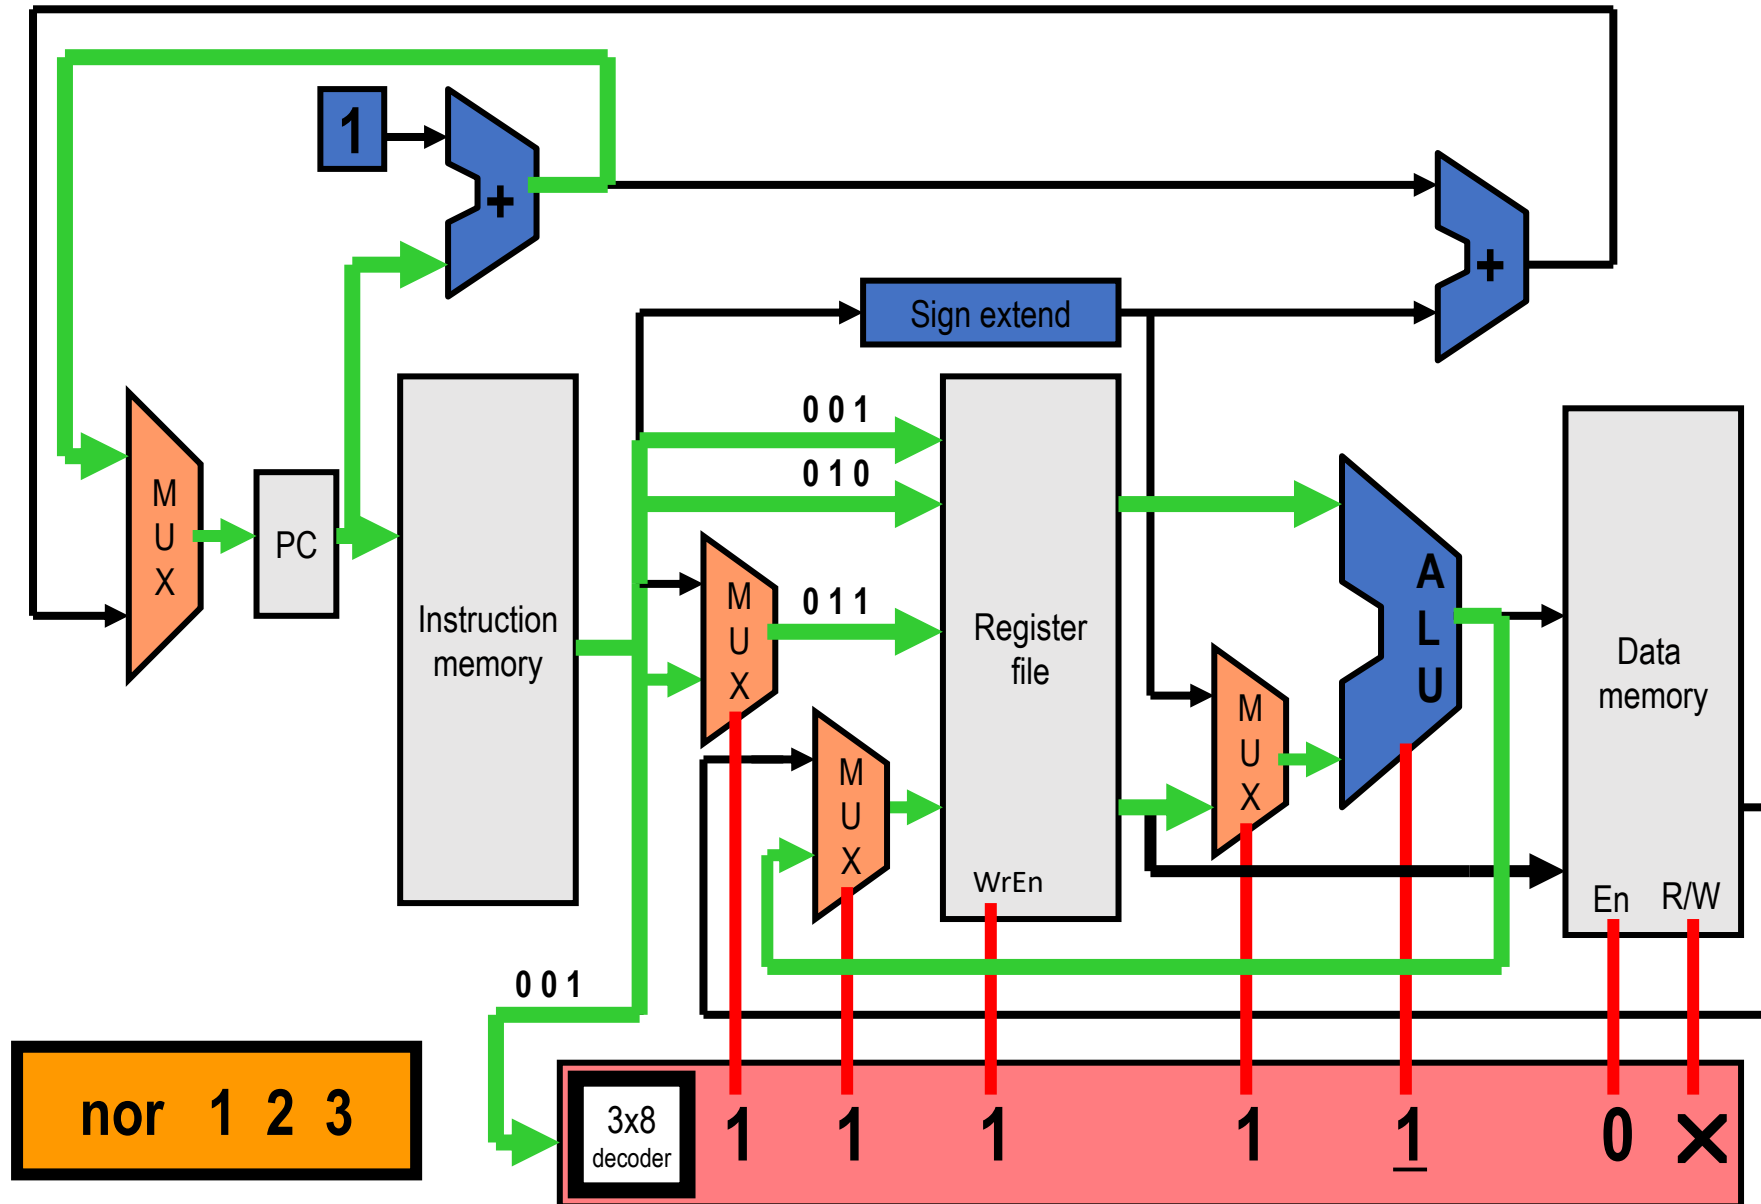 1
+
+
Sign extend
0 0 1
0 1 0
0 1 1
M
U
X
PC
Instruction
memory
M
U
X
M
U
X
Register
file
WrEn
M
U
X
A
L
U
Data
memory
En R/W
0 0 1
nor 1 2 3
3x8
decoder
1 1 1 1 1 0 X